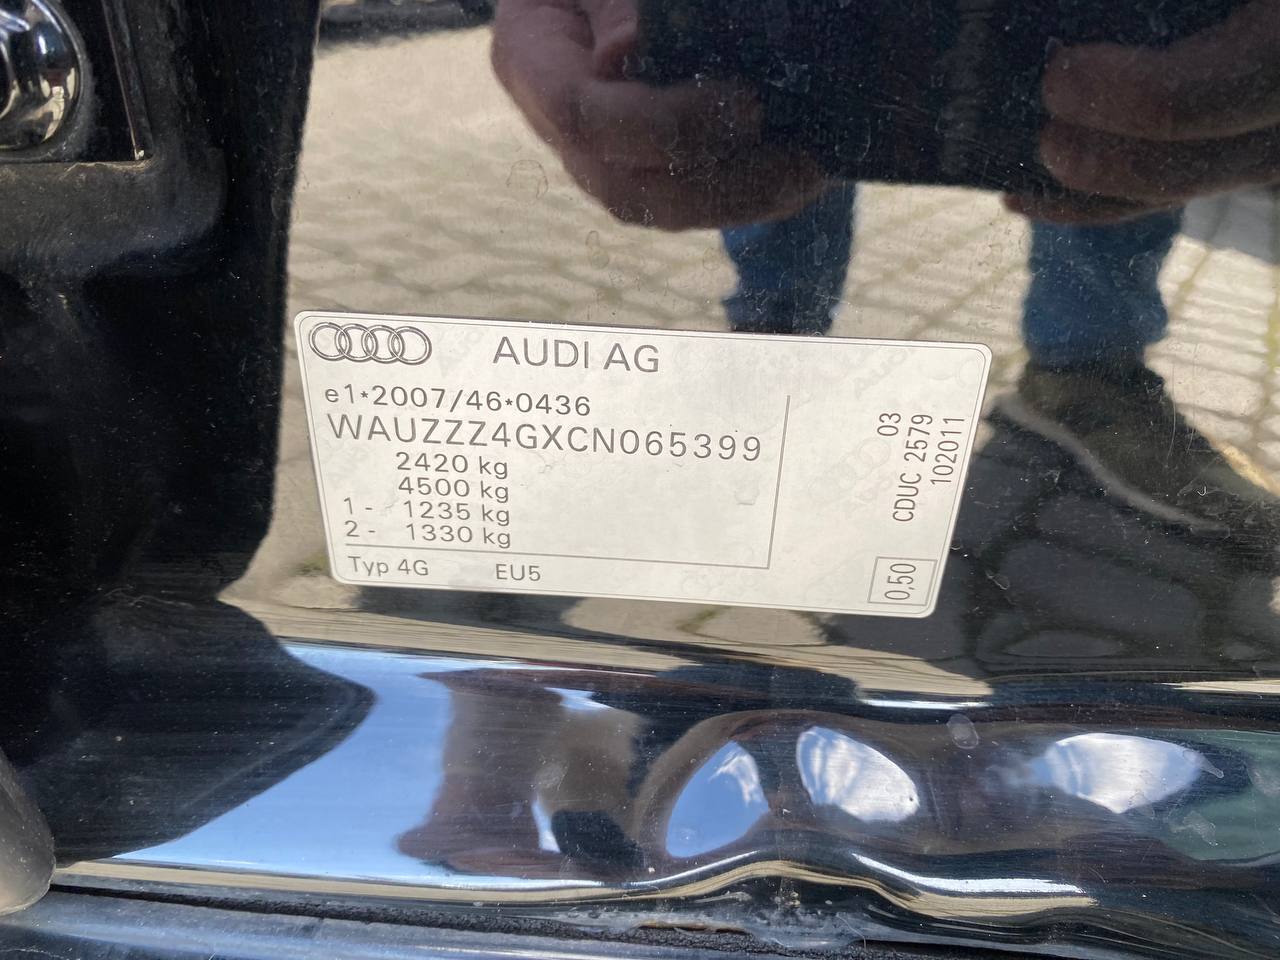 AUDI AG
e1*2007/46*0436
WAUZZZ4GXCN065399
2420 kg
4500 kg
1 - 1235 kg
2 - 1330 kg
Typ 4G EU5
03
CDUC 2579
102011
0,50